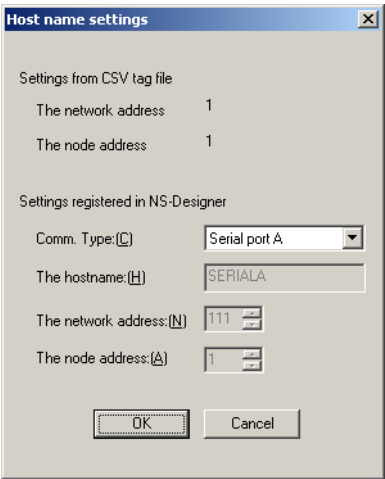 Host name settings
Settings from CSV tag file
The network address 1
The node address 1
Settings registered in NS-Designer
Comm. Type:(C) Serial port A
The hostname:(H) SERIALA
The network address:(N) 111
The node address:(A) 1
OK Cancel